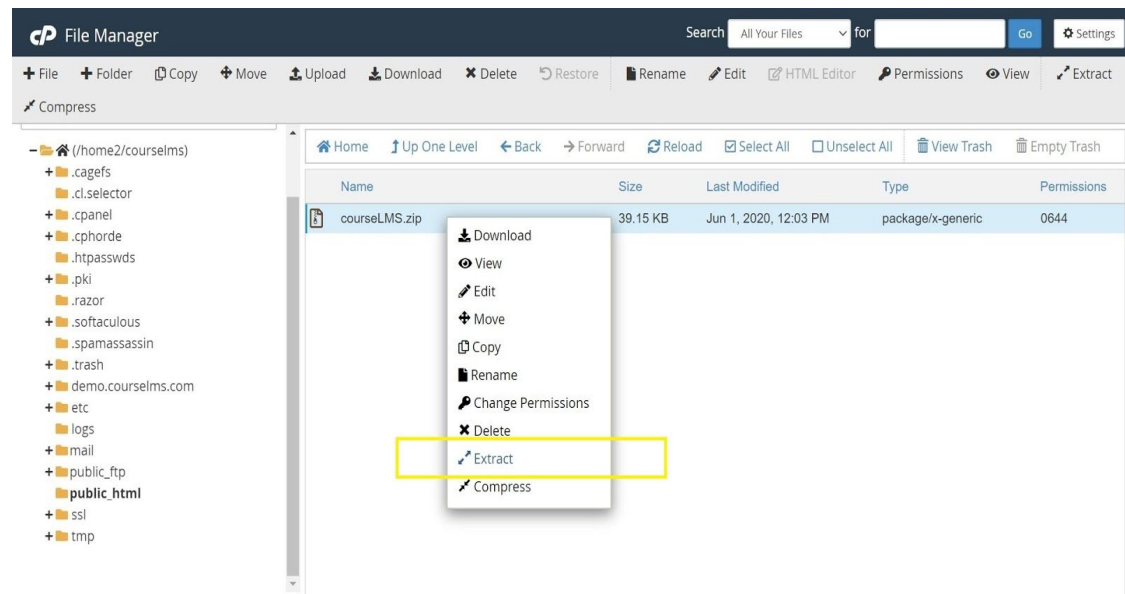 cP File Manager Search All Your Files for Go Settings
File Folder Copy Move Upload Download Delete Restore Rename Edit HTML Editor Permissions View Extract
Compress
Home Up One Level Back Forward Reload Select All Unselect All View Trash Empty Trash
Name Size Last Modified Type Permissions
courseLMS.zip 39.15 KB Jun 1, 2020, 12:03 PM package/x-generic 0644
(/home2/courselms)
.cagefs
.cl.selector
.cpanel
.cphorde
.htpasswds
.pki
.razor
.softaculous
.spamassassin
.trash
demo.courselms.com
etc
logs
mail
public_ftp
public_html
ssl
tmp
Download
View
Edit
Move
Copy
Rename
Change Permissions
Delete
Extract
Compress